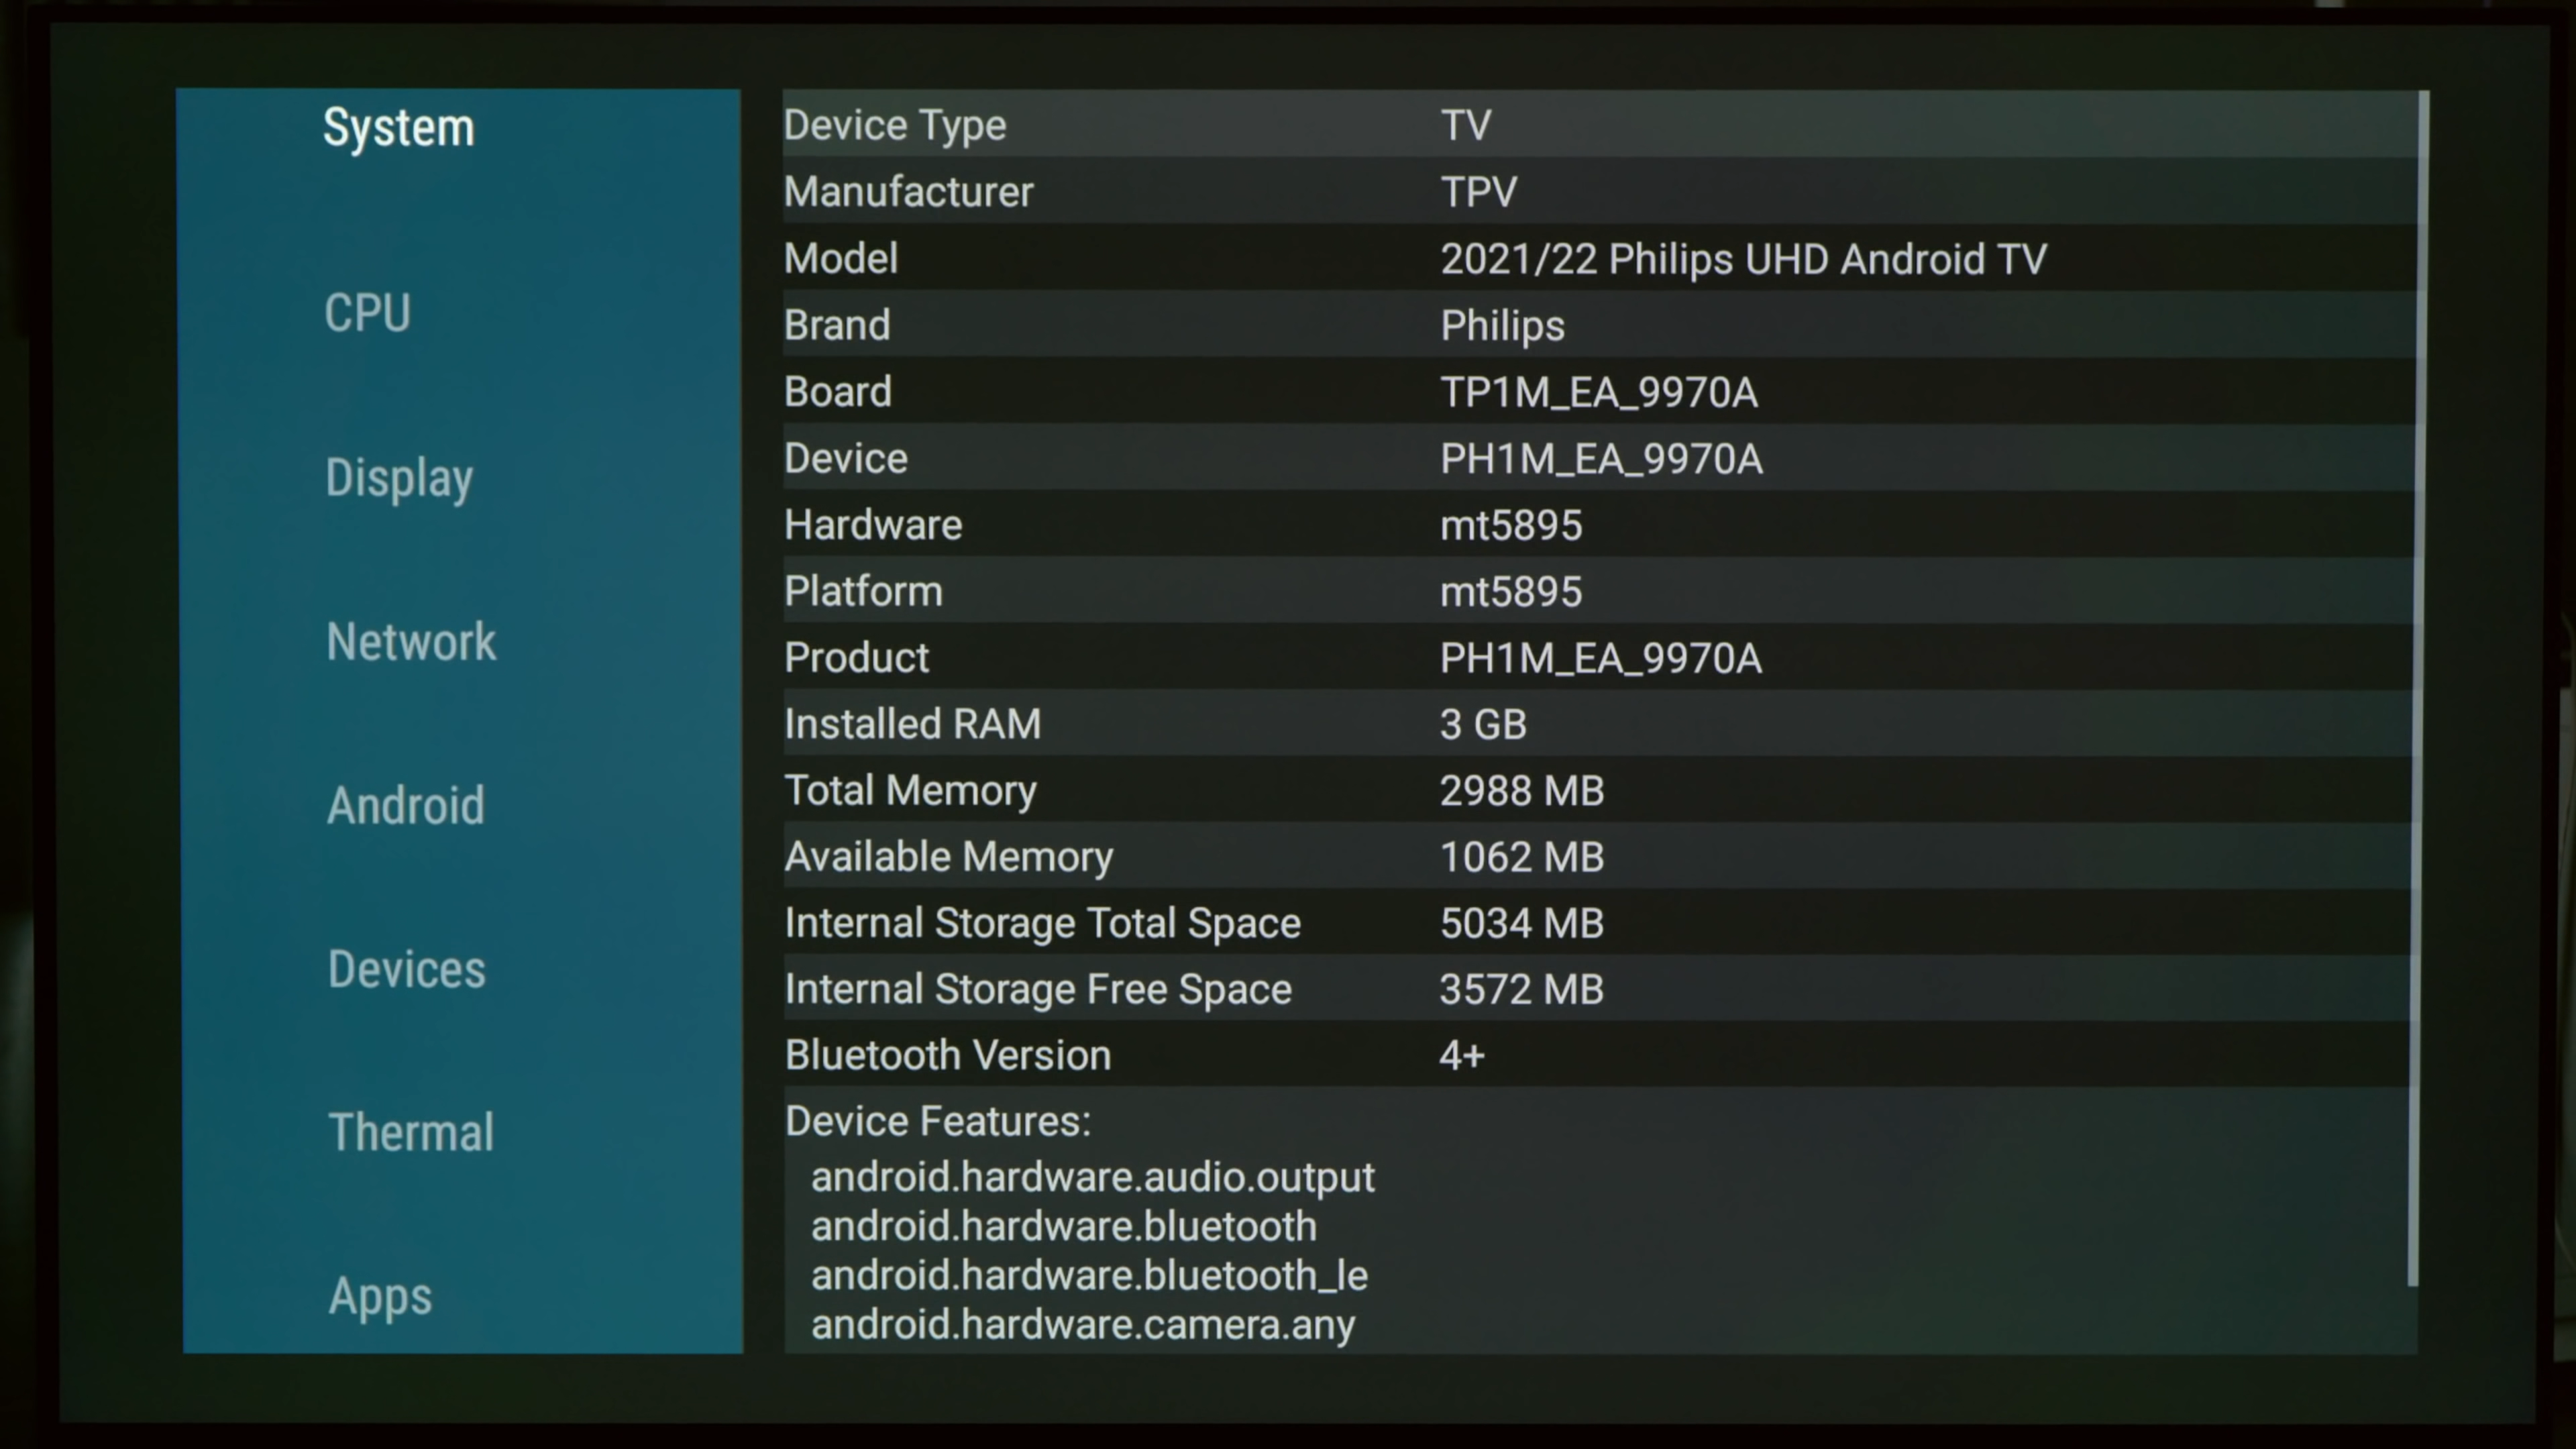 System
CPU
Display
Network
Android
Devices
Thermal
Apps
Device Type TV
Manufacturer TPV
Model 2021/22 Philips UHD Android TV
Brand Philips
Board TP1M_EA_9970A
Device PH1M_EA_9970A
Hardware mt5895
Platform mt5895
Product PH1M_EA_9970A
Installed RAM 3 GB
Total Memory 2988 MB
Available Memory 1062 MB
Internal Storage Total Space 5034 MB
Internal Storage Free Space 3572 MB
Bluetooth Version 4+
Device Features:
android.hardware.audio.output
android.hardware.bluetooth
android.hardware.bluetooth_le
android.hardware.camera.any